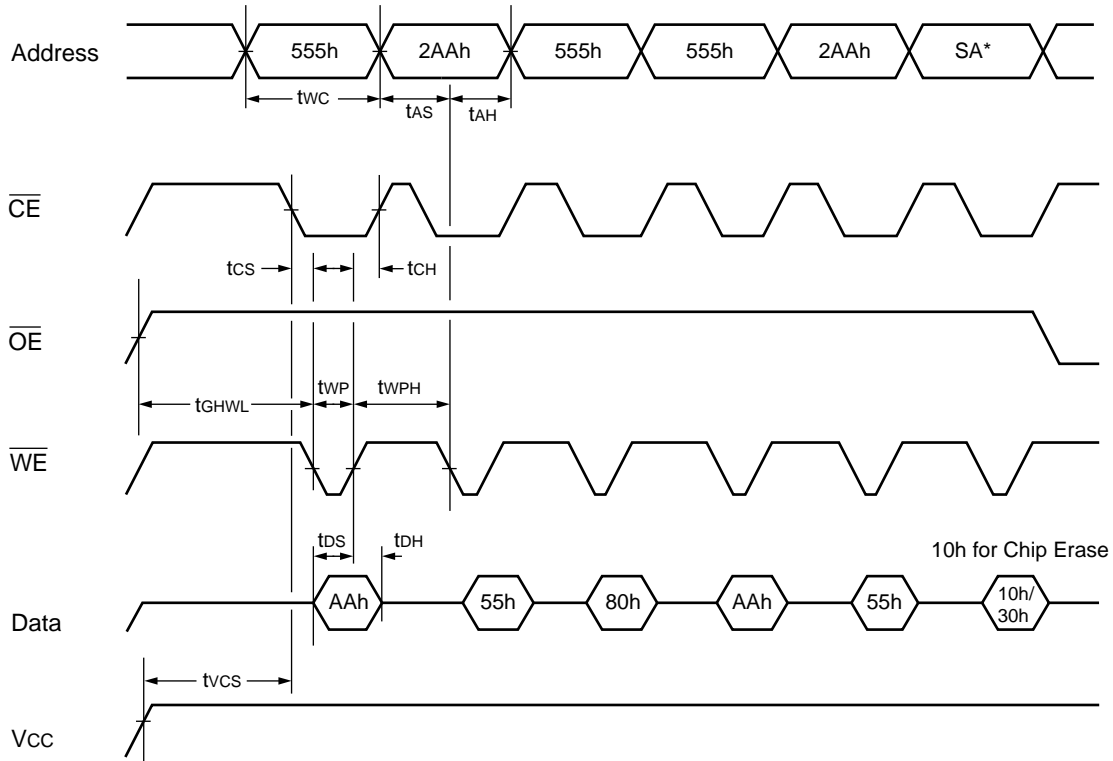 Address
555h 2AAh 555h 555h 2AAh SA*
tWC tAS tAH
CE
tCS tCH
OE
tGHWL tWP tWPH
WE
tDS tDH
10h for Chip Erase
Data
AAh 55h 80h AAh 55h 10h/
30h
tVCS
VCC